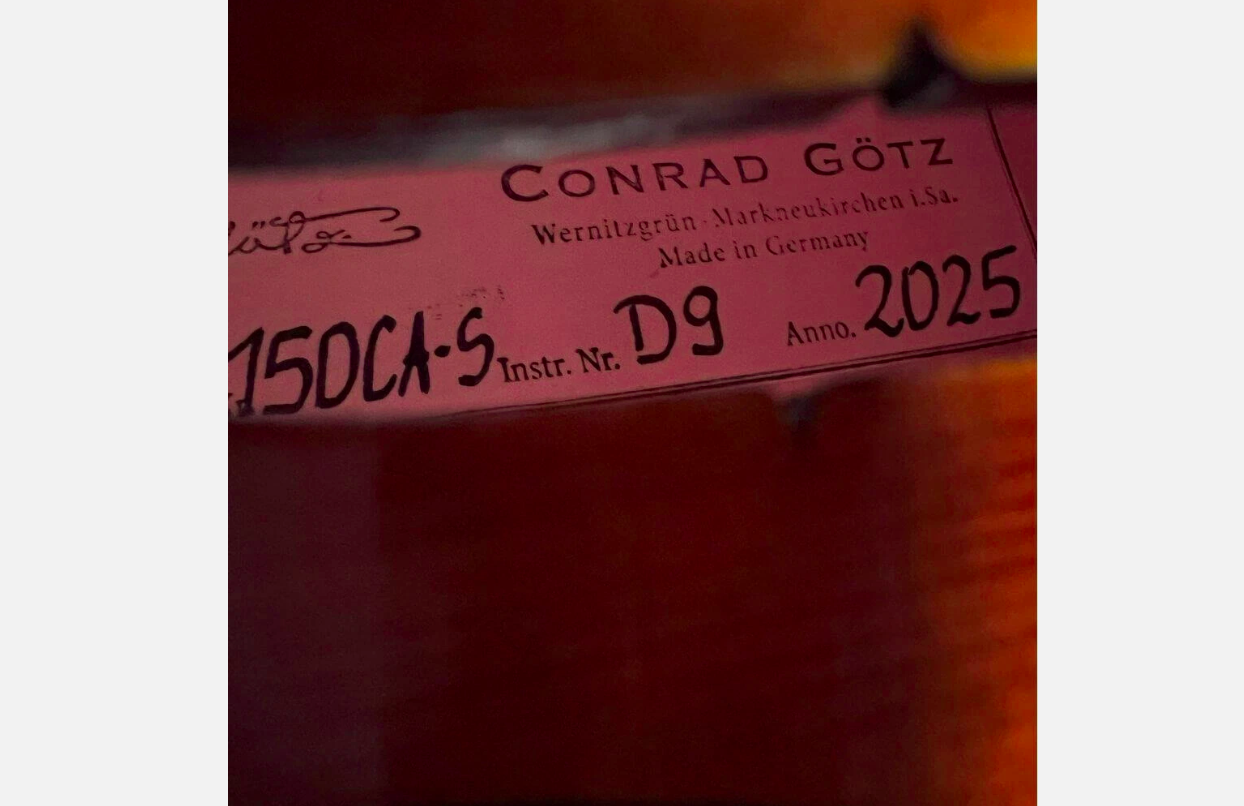 CONRAD GÖTZ
Wernitzgrün-Markneukirchen i.Sa.
Made in Germany
150CA-S Instr. Nr. D9 Anno. 2025